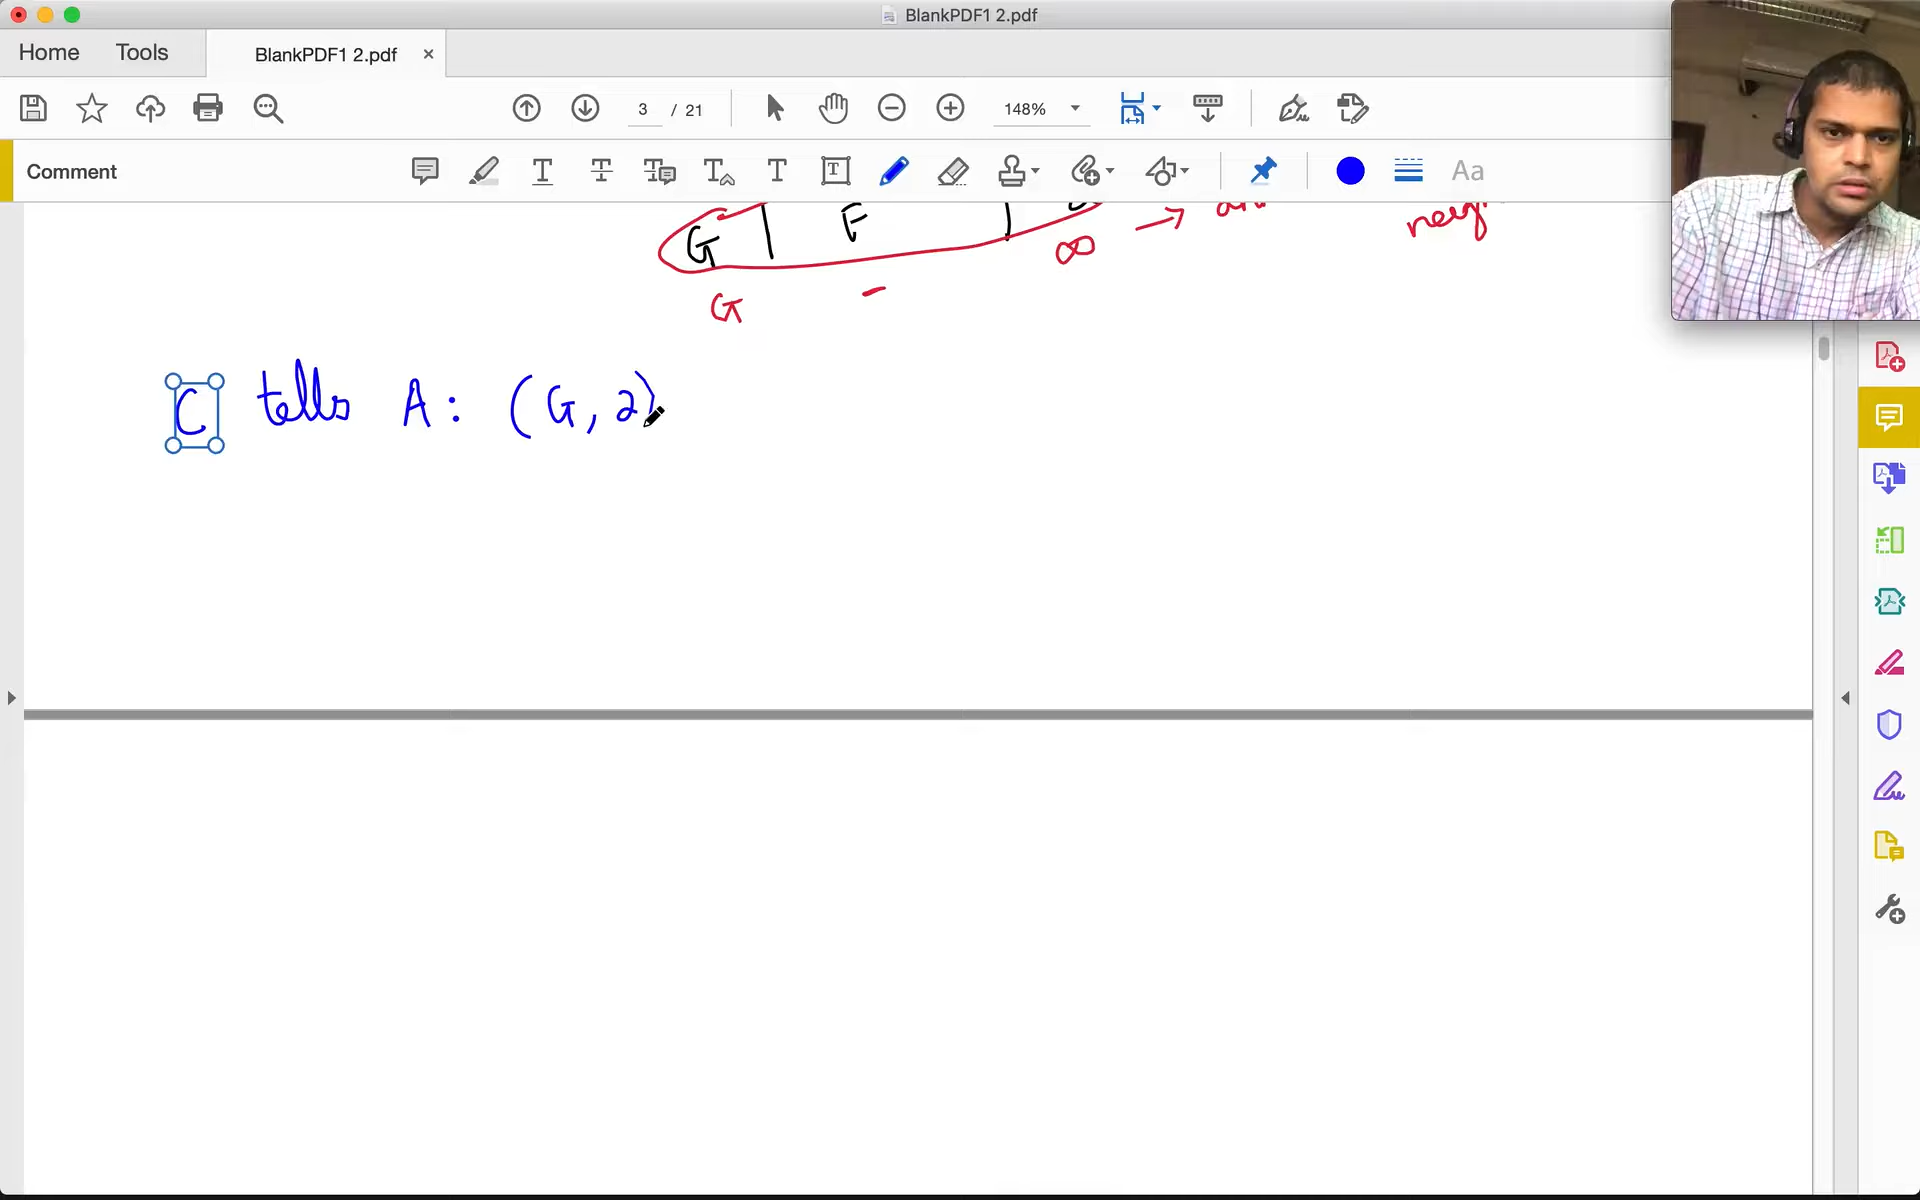 BlankPDF1 2.pdf
Home Tools BlankPDF1 2.pdf ×
3 / 21 148%
Comment Aa
G | F | ∞ →
G –
C tells A: (G, 2)